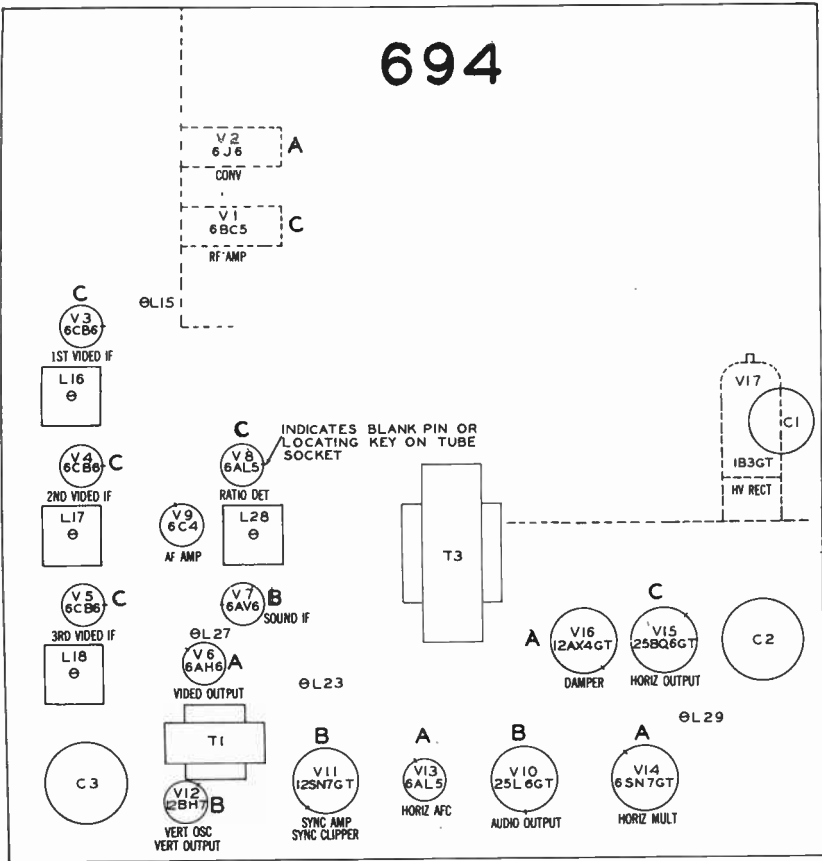 694
V2
6J6
A
CONV
V1
6BC5
C
RF AMP
ӨL15
C
V3
6CB6
1ST VIDEO IF
L16
Ө
V17
C1
1B3GT
HV RECT
INDICATES BLANK PIN OR
LOCATING KEY ON TUBE
SOCKET
C
V8
6AL5
RATIO DET
V4
6CB6
C
2ND VIDEO IF
L17
Ө
V9
6C4
AF AMP
L28
Ө
T3
V5
6CB6
C
3RD VIDEO IF
V7
6AV6
B
SOUND IF
ӨL27
V6
6AH6
A
VIDEO OUTPUT
L18
Ө
ӨL23
A
V16
12AX4GT
DAMPER
C
V15
25BQ6GT
HORIZ OUTPUT
C2
ӨL29
T1
C3
V12
12BH7
B
VERT OSC
VERT OUTPUT
B
V11
12SN7GT
SYNC AMP
SYNC CLIPPER
A
V13
6AL5
HORIZ AFC
B
V10
25L6GT
AUDIO OUTPUT
A
V14
6SN7GT
HORIZ MULT